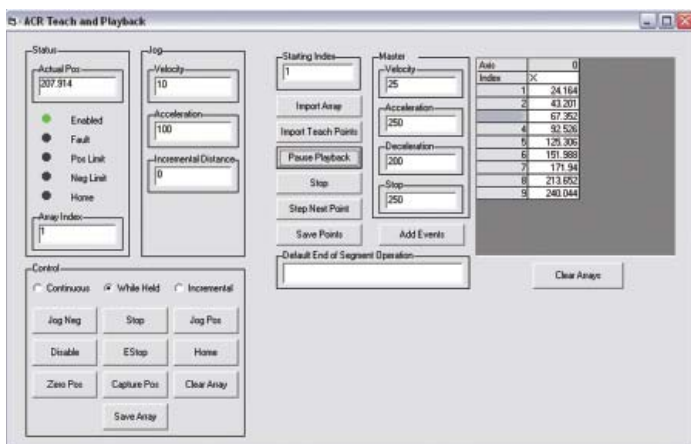 ACR Teach and Playback
Status
Actual Pos
207.914
Enabled
Fault
Pos Limit
Neg Limit
Home
Array Index
1
Jog
Velocity
10
Acceleration
100
Incremental Distance
0
Control
Continuous While Held Incremental
Jog Neg Stop Jog Pos
Disable EStop Home
Zero Pos Capture Pos Clear Array
Save Array
Starting Index
1
Import Array
Import Teach Points
Pause Playback
Stop
Step Next Point
Save Points
Master
Velocity
25
Acceleration
250
Deceleration
200
Stop
250
Add Events
Default End of Segment Operation
Axis 0
Index X
1 24.164
2 43.201
67.352
4 92.526
5 125.306
6 151.988
7 171.94
8 213.652
9 240.044
Clear Arrays